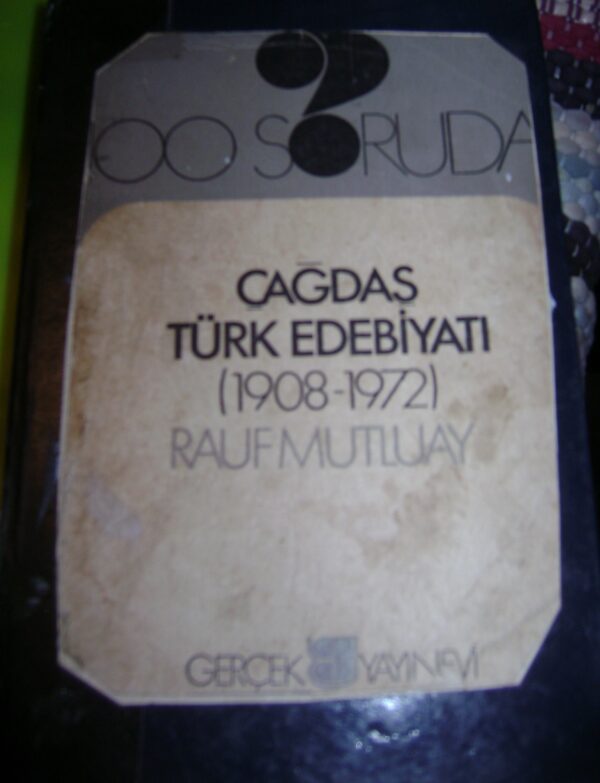 100 SORUDA
ÇAĞDAŞ
TÜRK EDEBİYATI
(1908-1972)
RAUF MUTLUAY
GERÇEK YAYINEVİ